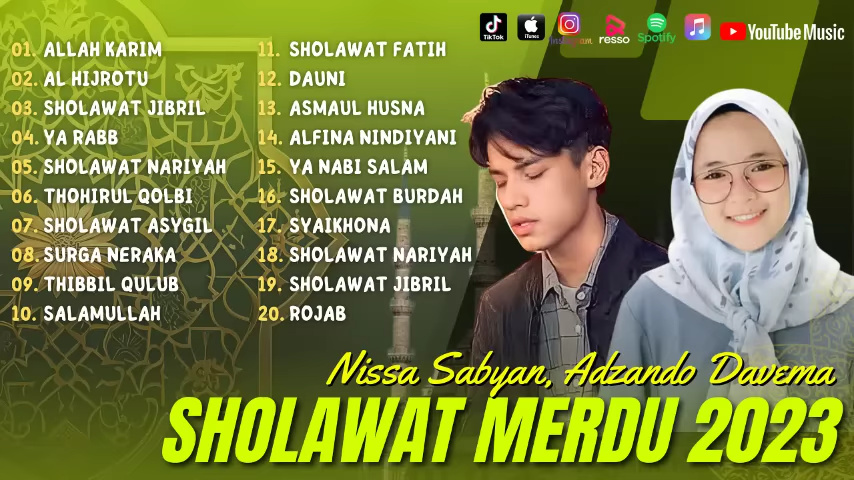 TikTok
iTunes
Instagram
resso
Spotify
YouTube Music
01. ALLAH KARIM
02. AL HIJROTU
03. SHOLAWAT JIBRIL
04. YA RABB
05. SHOLAWAT NARIYAH
06. THOHIRUL QOLBI
07. SHOLAWAT ASYGIL
08. SURGA NERAKA
09. THIBBIL QULUB
10. SALAMULLAH
11. SHOLAWAT FATIH
12. DAUNI
13. ASMAUL HUSNA
14. ALFINA NINDIYANI
15. YA NABI SALAM
16. SHOLAWAT BURDAH
17. SYAIKHONA
18. SHOLAWAT NARIYAH
19. SHOLAWAT JIBRIL
20. ROJAB
Nissa Sabyan, Adzando Davema
SHOLAWAT MERDU 2023